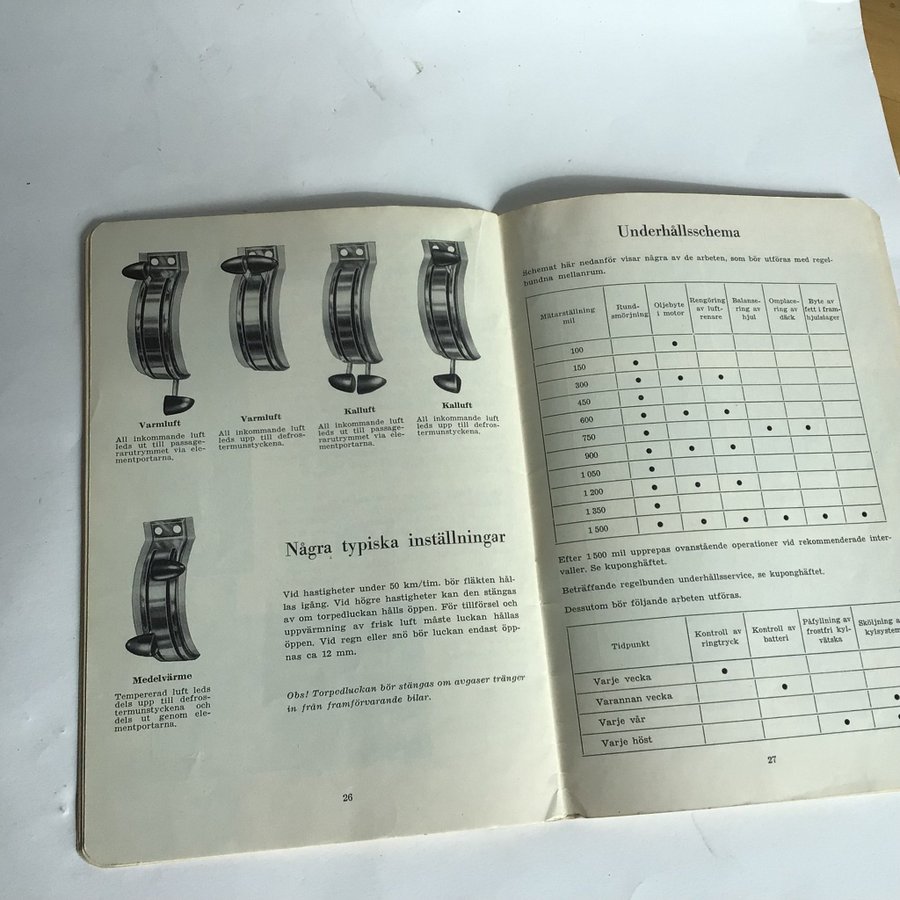 Varmluft
All inkommande luft
leds ut till passage-
rarutrymmet via ele-
mentportarna.
Varmluft
All inkommande luft
leds upp till defros-
termunstyckena.
Kalluft
All inkommande luft
leds ut till passage-
rarutrymmet via ele-
mentportarna.
Kalluft
All inkommande luft
leds upp till defros-
termunstyckena.
Medelvärme
Tempererad luft leds
dels upp till defros-
termunstyckena och
dels ut genom ele-
mentportarna.
Några typiska inställningar
Vid hastigheter under 50 km/tim. bör fläkten hål-
las igång. Vid högre hastigheter kan den stängas
av om torpedluckan hålls öppen. För tillförsel och
uppvärmning av frisk luft måste luckan hållas
öppen. Vid regn eller snö bör luckan endast öpp-
nas ca 12 mm.
Obs! Torpedluckan bör stängas om avgaser tränger
in från framförvarande bilar.
26
Underhållsschema
Schemat här nedanför visar några av de arbeten, som bör utföras med regel-
bundna mellanrum.
Mätarställning
mil
Rund-
smörjning
Oljebyte
i motor
Rengöring
av luft-
renare
Balanse-
ring av
hjul
Omplace-
ring av
däck
Byte av
fett i fram-
hjulslager
100
150
300
450
600
750
900
1 050
1 200
1 350
1 500
Efter 1 500 mil upprepas ovanstående operationer vid rekommenderade inter-
valler. Se kuponghäftet.
Beträffande regelbunden underhållsservice, se kuponghäftet.
Dessutom bör följande arbeten utföras.
Tidpunkt
Kontroll av
ringtryck
Kontroll av
batteri
Påfyllning av
frostfri kyl-
vätska
Sköljning a
kylsystem
Varje vecka
Varannan vecka
Varje vår
Varje höst
27